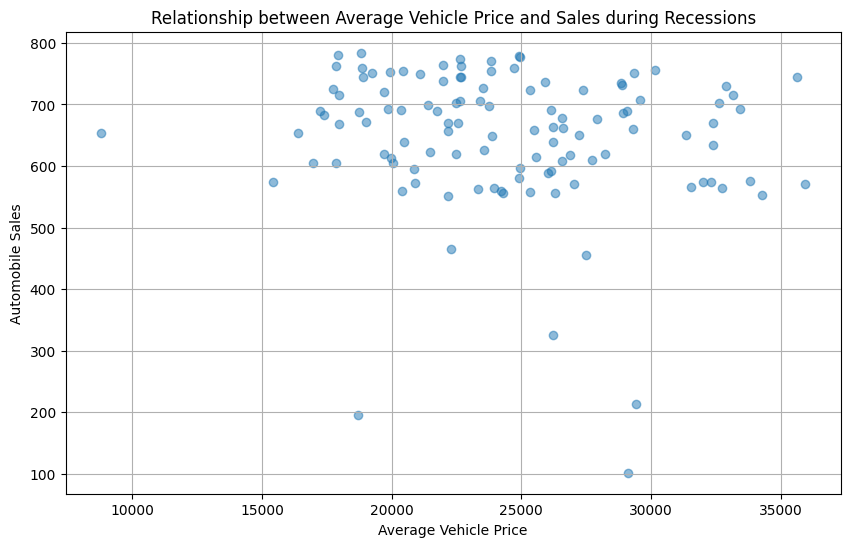 Relationship between Average Vehicle Price and Sales during Recessions
800
700
600
500
400
300
200
100
Automobile Sales
10000 15000 20000 25000 30000 35000
Average Vehicle Price